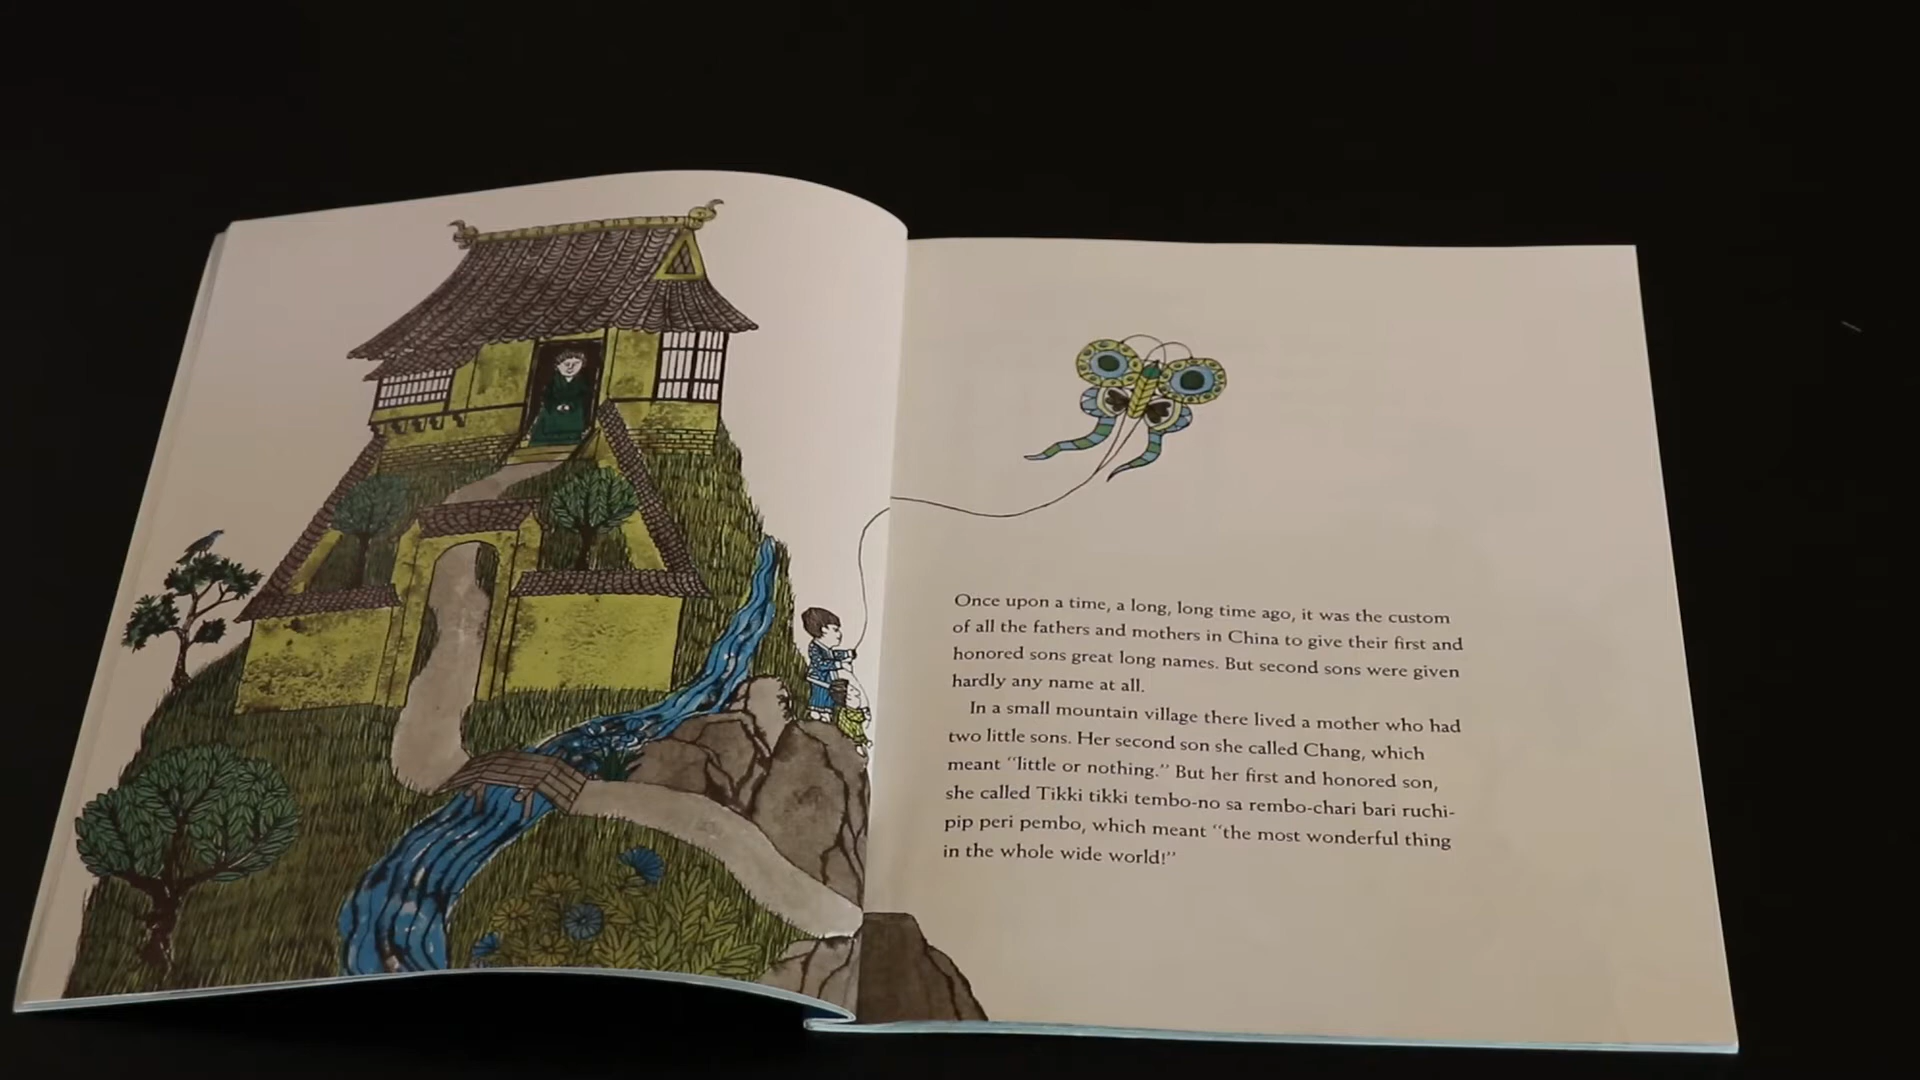 Once upon a time, a long, long time ago, it was the custom
of all the fathers and mothers in China to give their first and
honored sons great long names. But second sons were given
hardly any name at all.
In a small mountain village there lived a mother who had
two little sons. Her second son she called Chang, which
meant “little or nothing.” But her first and honored son,
she called Tikki tikki tembo-no sa rembo-chari bari ruchi-
pip peri pembo, which meant “the most wonderful thing
in the whole wide world!”